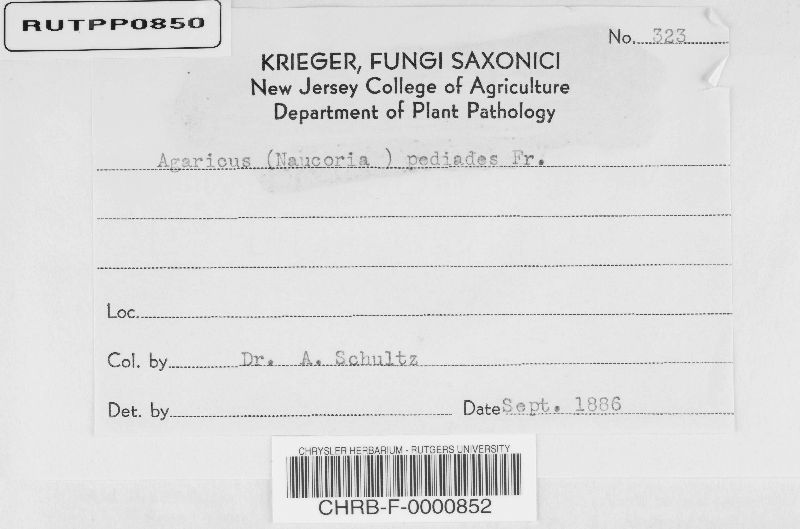 RUTPP0850
No. 323
KRIEGER, FUNGI SAXONICI
New Jersey College of Agriculture
Department of Plant Pathology
Agaricus (Naucoria ) pediades Fr.
Loc.
Col. by Dr. A. Schultz
Det. by Date Sept. 1886
CHRYSLER HERBARIUM - RUTGERS UNIVERSITY
CHRB-F-0000852